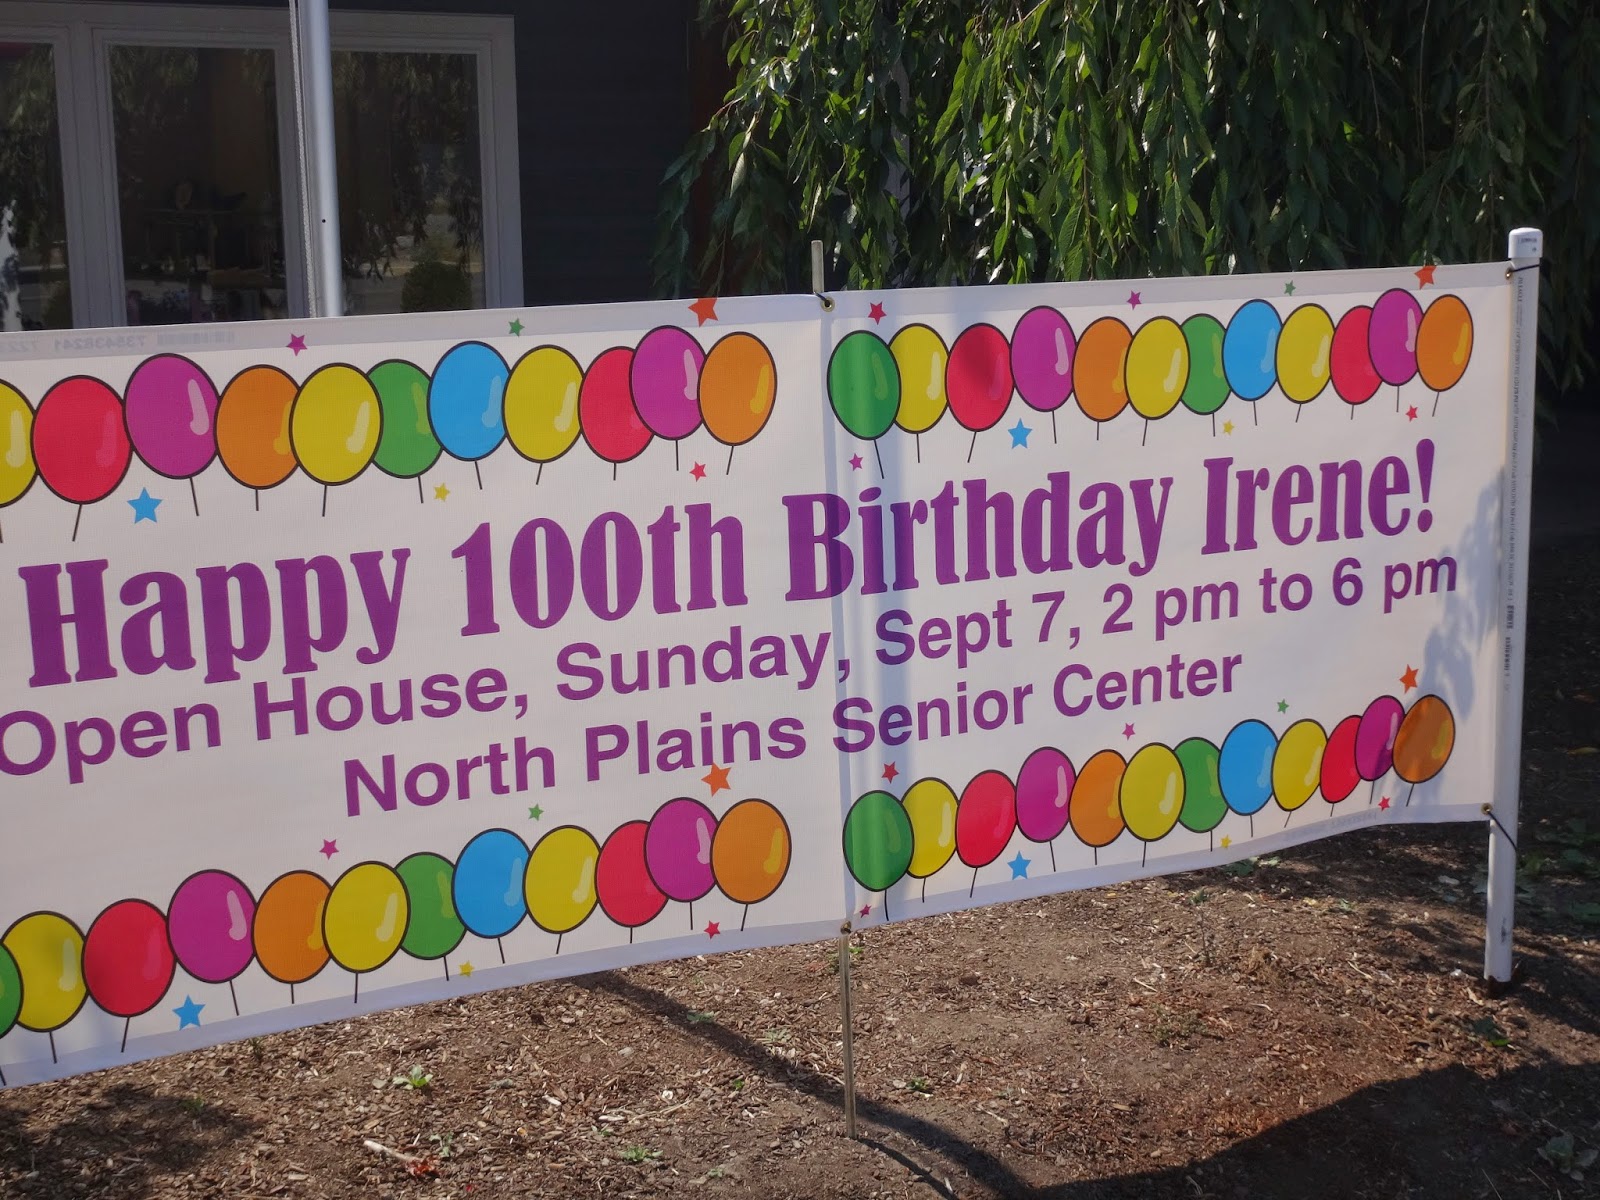 Happy 100th Birthday Irene!
Open House, Sunday, Sept 7, 2 pm to 6 pm
North Plains Senior Center